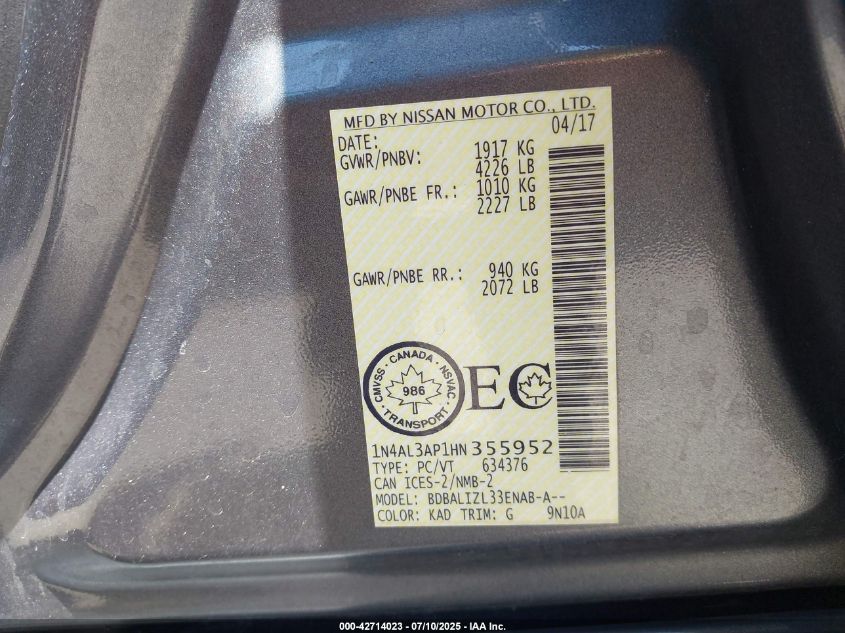 MFD BY NISSAN MOTOR CO., LTD.
DATE: 04/17
GVWR/PNBV: 1917 KG
4226 LB
GAWR/PNBE FR.: 1010 KG
2227 LB
GAWR/PNBE RR.: 940 KG
2072 LB
CMVSS · CANADA · NSVAC · TRANSPORT ·
986
EC
1N4AL3AP1HN355952
TYPE: PC/VT 634376
CAN ICES-2/NMB-2
MODEL: BDBALIZL33ENAB-A--
COLOR: KAD TRIM: G 9N10A
000-42714023 - 07/10/2025 - IAA Inc.